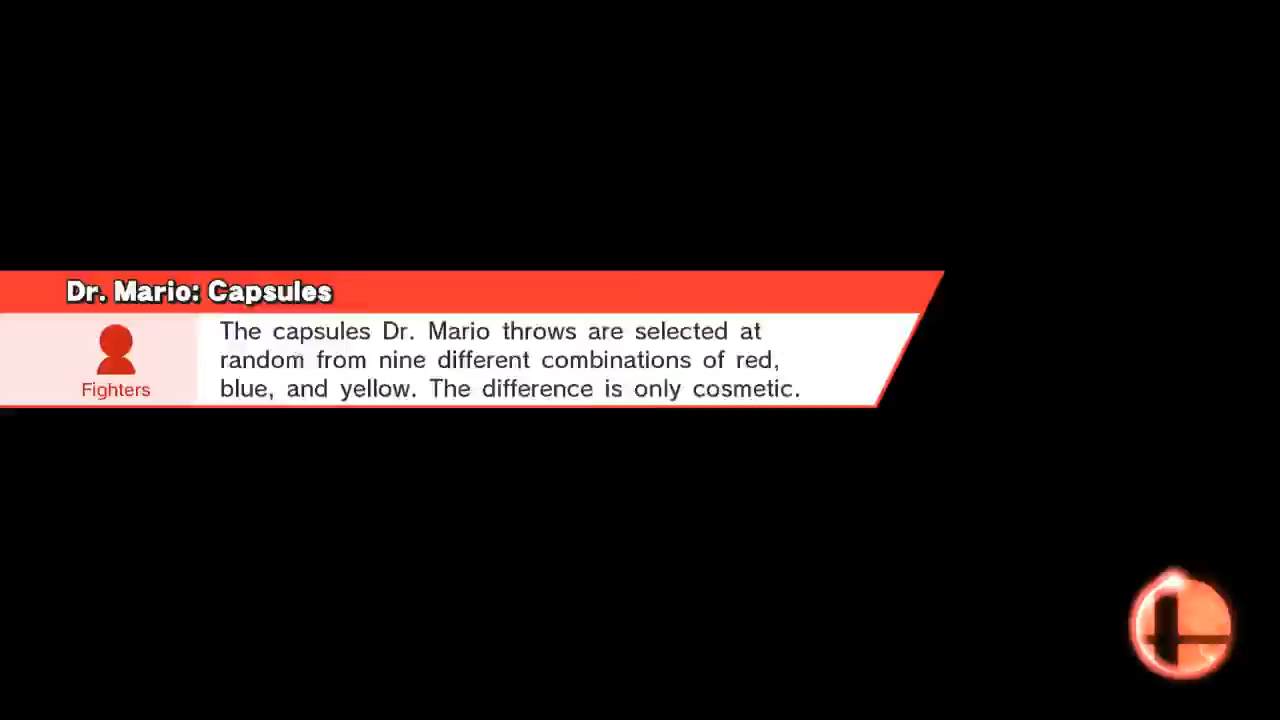 Dr. Mario: Capsules
The capsules Dr. Mario throws are selected at
random from nine different combinations of red,
blue, and yellow. The difference is only cosmetic.
Fighters